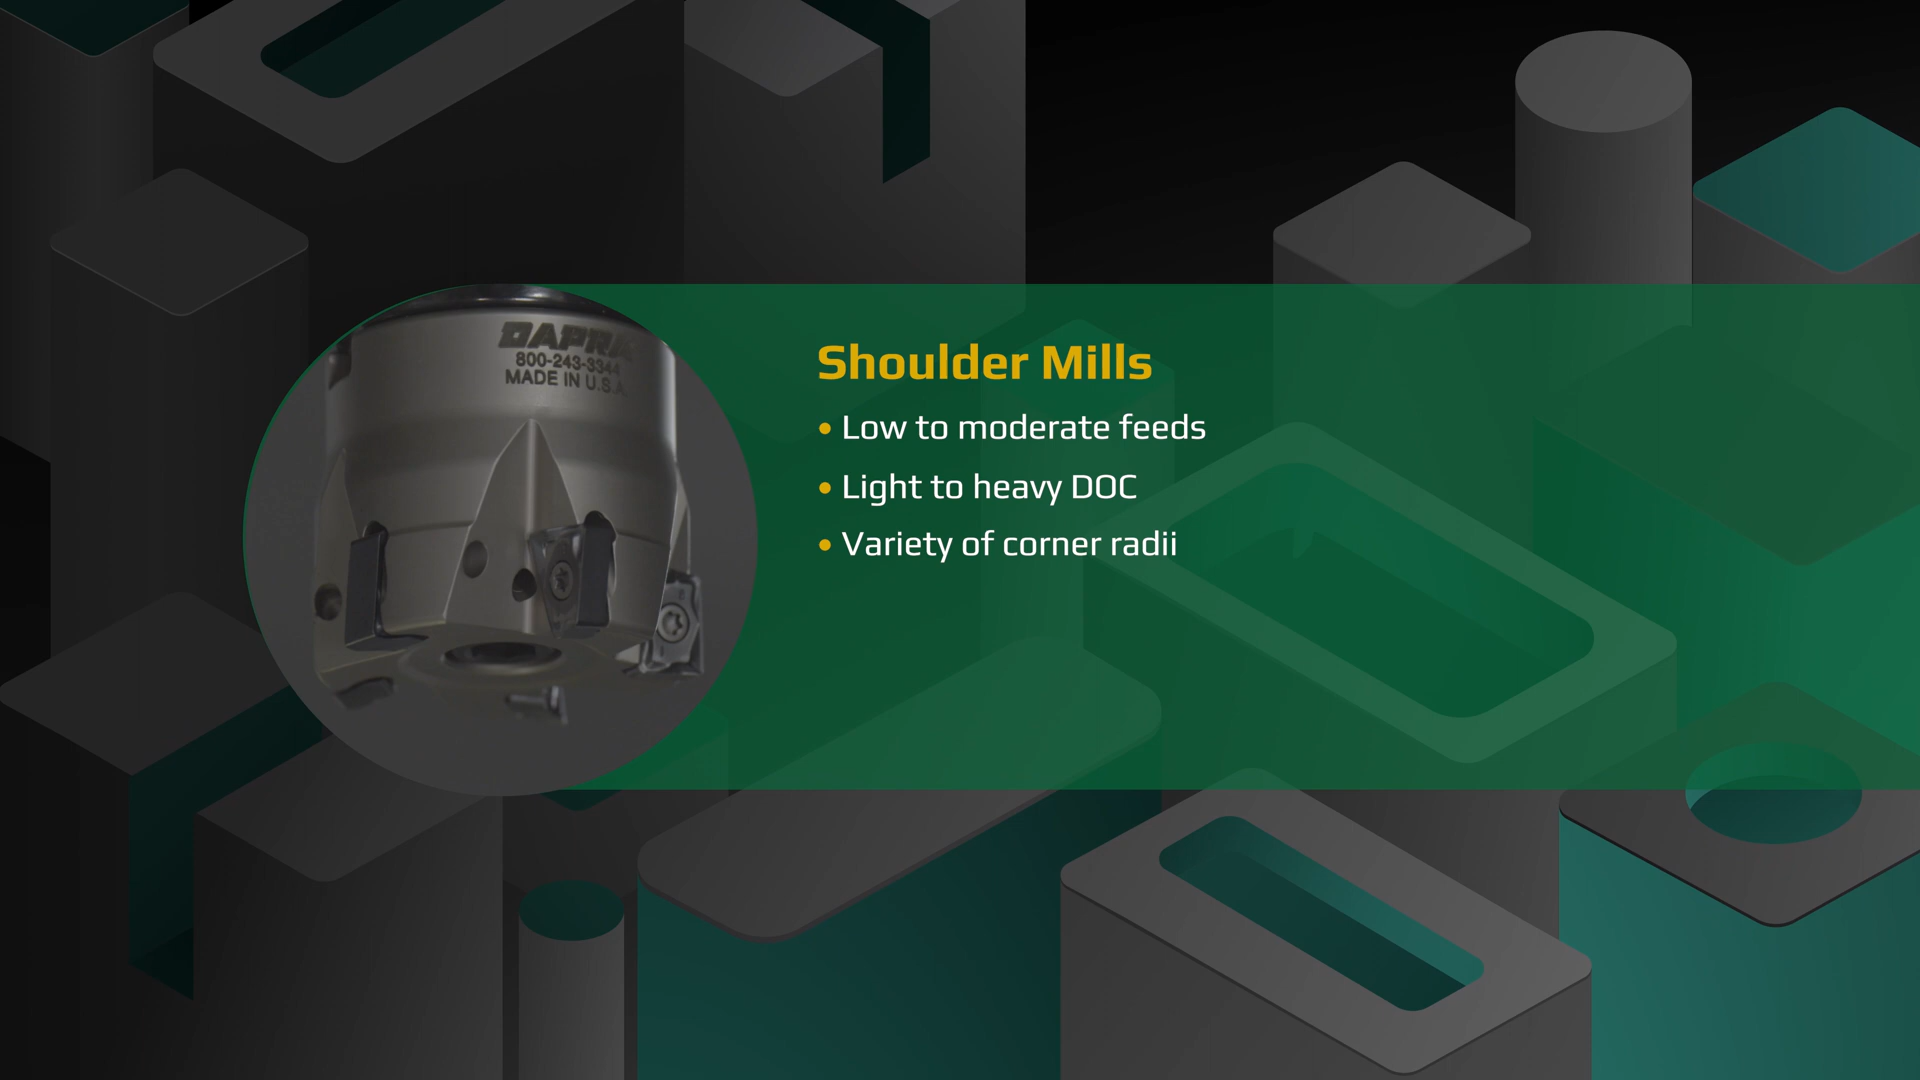 DAPRA
800-243-3344
MADE IN U.S.A.
Shoulder Mills
• Low to moderate feeds
• Light to heavy DOC
• Variety of corner radii